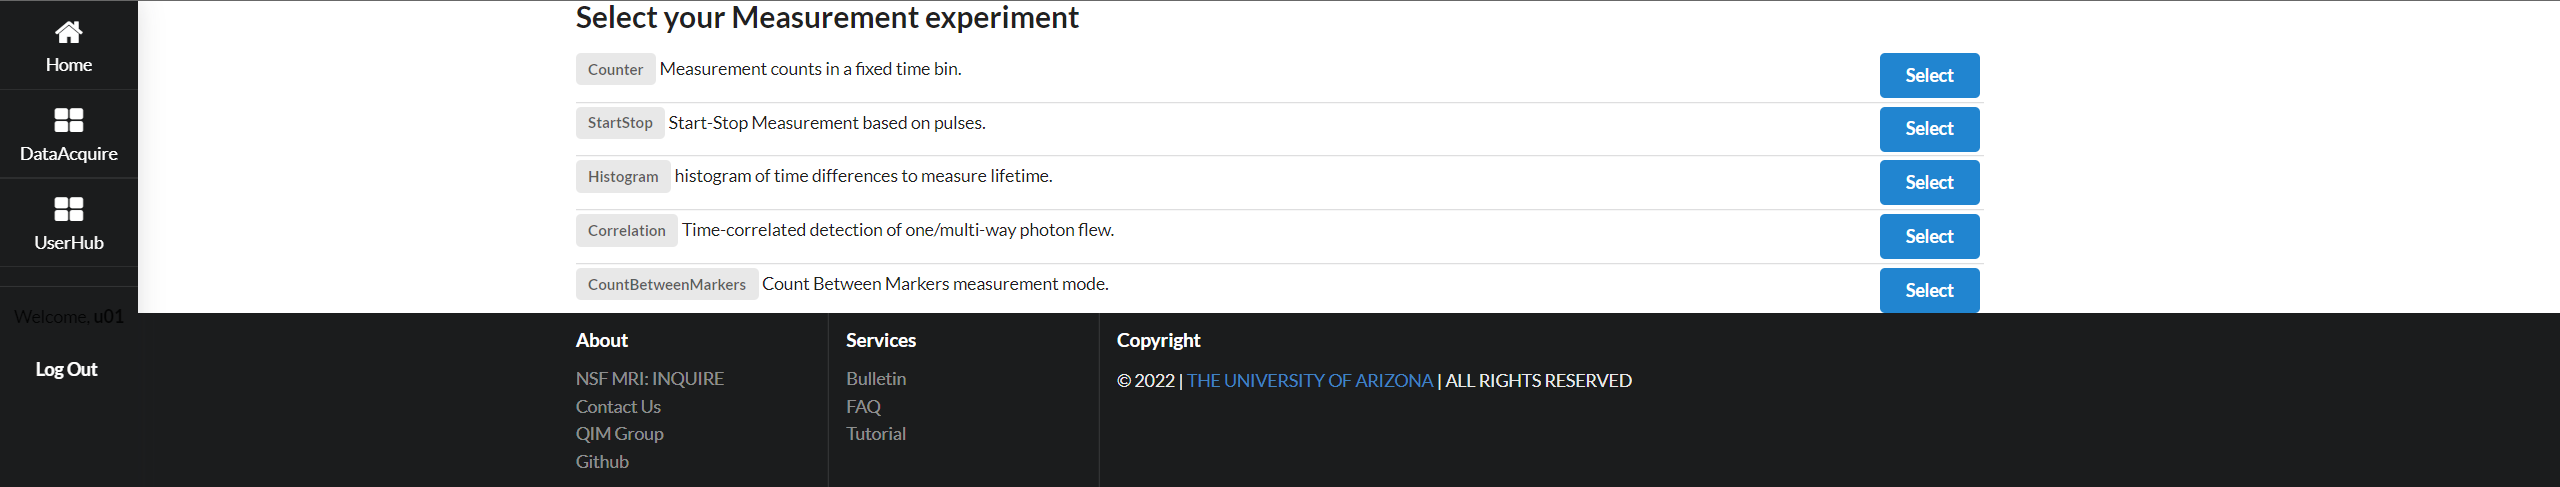 Home
DataAcquire
UserHub
Welcome, u01
Log Out
Select your Measurement experiment
Counter Measurement counts in a fixed time bin. Select
StartStop Start-Stop Measurement based on pulses. Select
Histogram histogram of time differences to measure lifetime. Select
Correlation Time-correlated detection of one/multi-way photon flew. Select
CountBetweenMarkers Count Between Markers measurement mode. Select
About
NSF MRI: INQUIRE
Contact Us
QIM Group
Github
Services
Bulletin
FAQ
Tutorial
Copyright
© 2022 | THE UNIVERSITY OF ARIZONA | ALL RIGHTS RESERVED